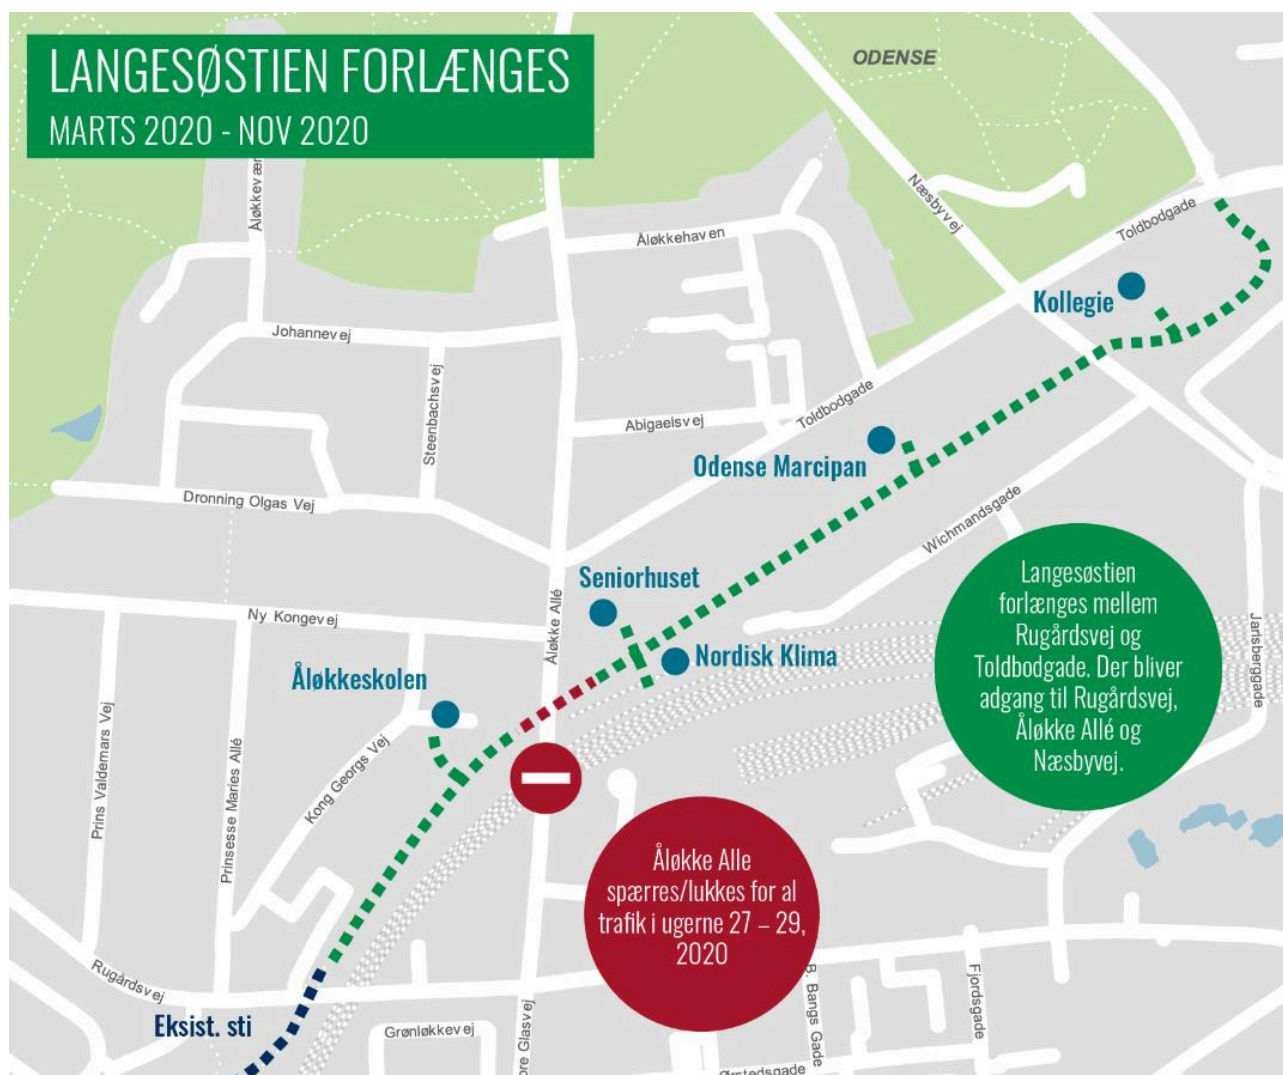 LANGESØSTIEN FORLÆNGES
MARTS 2020 - NOV 2020
ODENSE
Næsbyvej
Toldbodgade
Åløkkehaven
Kollegie
Johannevej
Steenbachsvej
Abigaelsvej
Toldbodgade
Odense Marcipan
Dronning Olgas Vej
Wichmandsgade
Seniorhuset
Ny Kongevej
Åløkke Allé
Nordisk Klima
Åløkkeskolen
Langesøstien
forlænges mellem
Rugårdsvej og
Toldbodgade. Der bliver
adgang til Rugårdsvej,
Åløkke Allé og
Næsbyvej.
Jarlsberggade
Prins Valdemars Vej
Prinsesse Maries Allé
Kong Georgs Vej
Åløkke Alle
spærres/lukkes for al
trafik i ugerne 27 – 29,
2020
Rugårdsvej
Eksist. sti
Grønløkkevej
ore Glasvej
B. Bangs Gade
Fjordsgade
Ørstedsgade